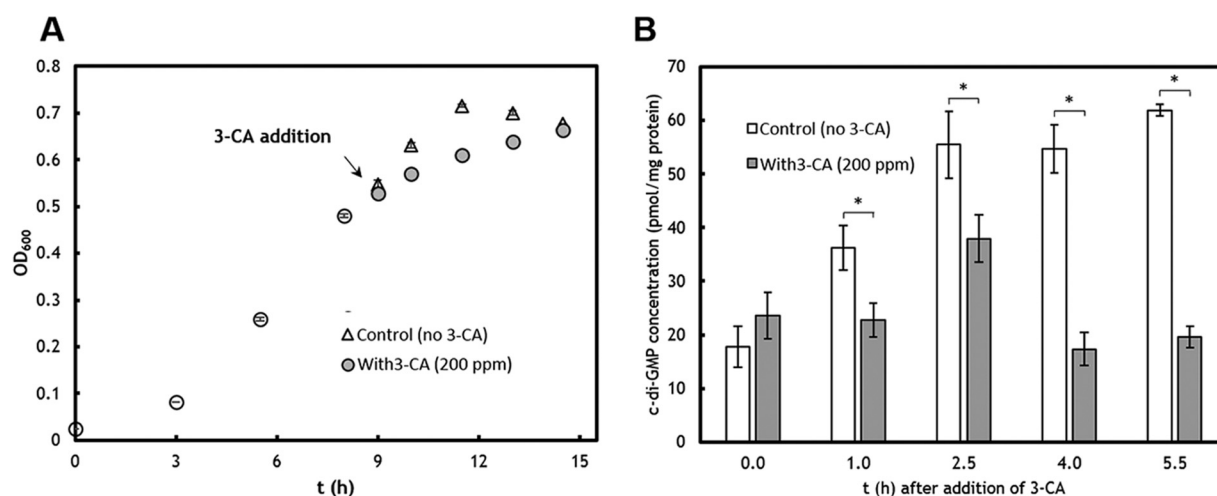 A
0.8
0.7
0.6
0.5
0.4
0.3
0.2
0.1
0
OD600
3-CA addition
Control (no 3-CA)
With3-CA (200 ppm)
0 3 6 9 12 15
t (h)
B
70
60
50
40
30
20
10
0
c-di-GMP concentration (pmol/mg protein)
Control (no 3-CA)
With3-CA (200 ppm)
*
*
*
*
0.0 1.0 2.5 4.0 5.5
t (h) after addition of 3-CA